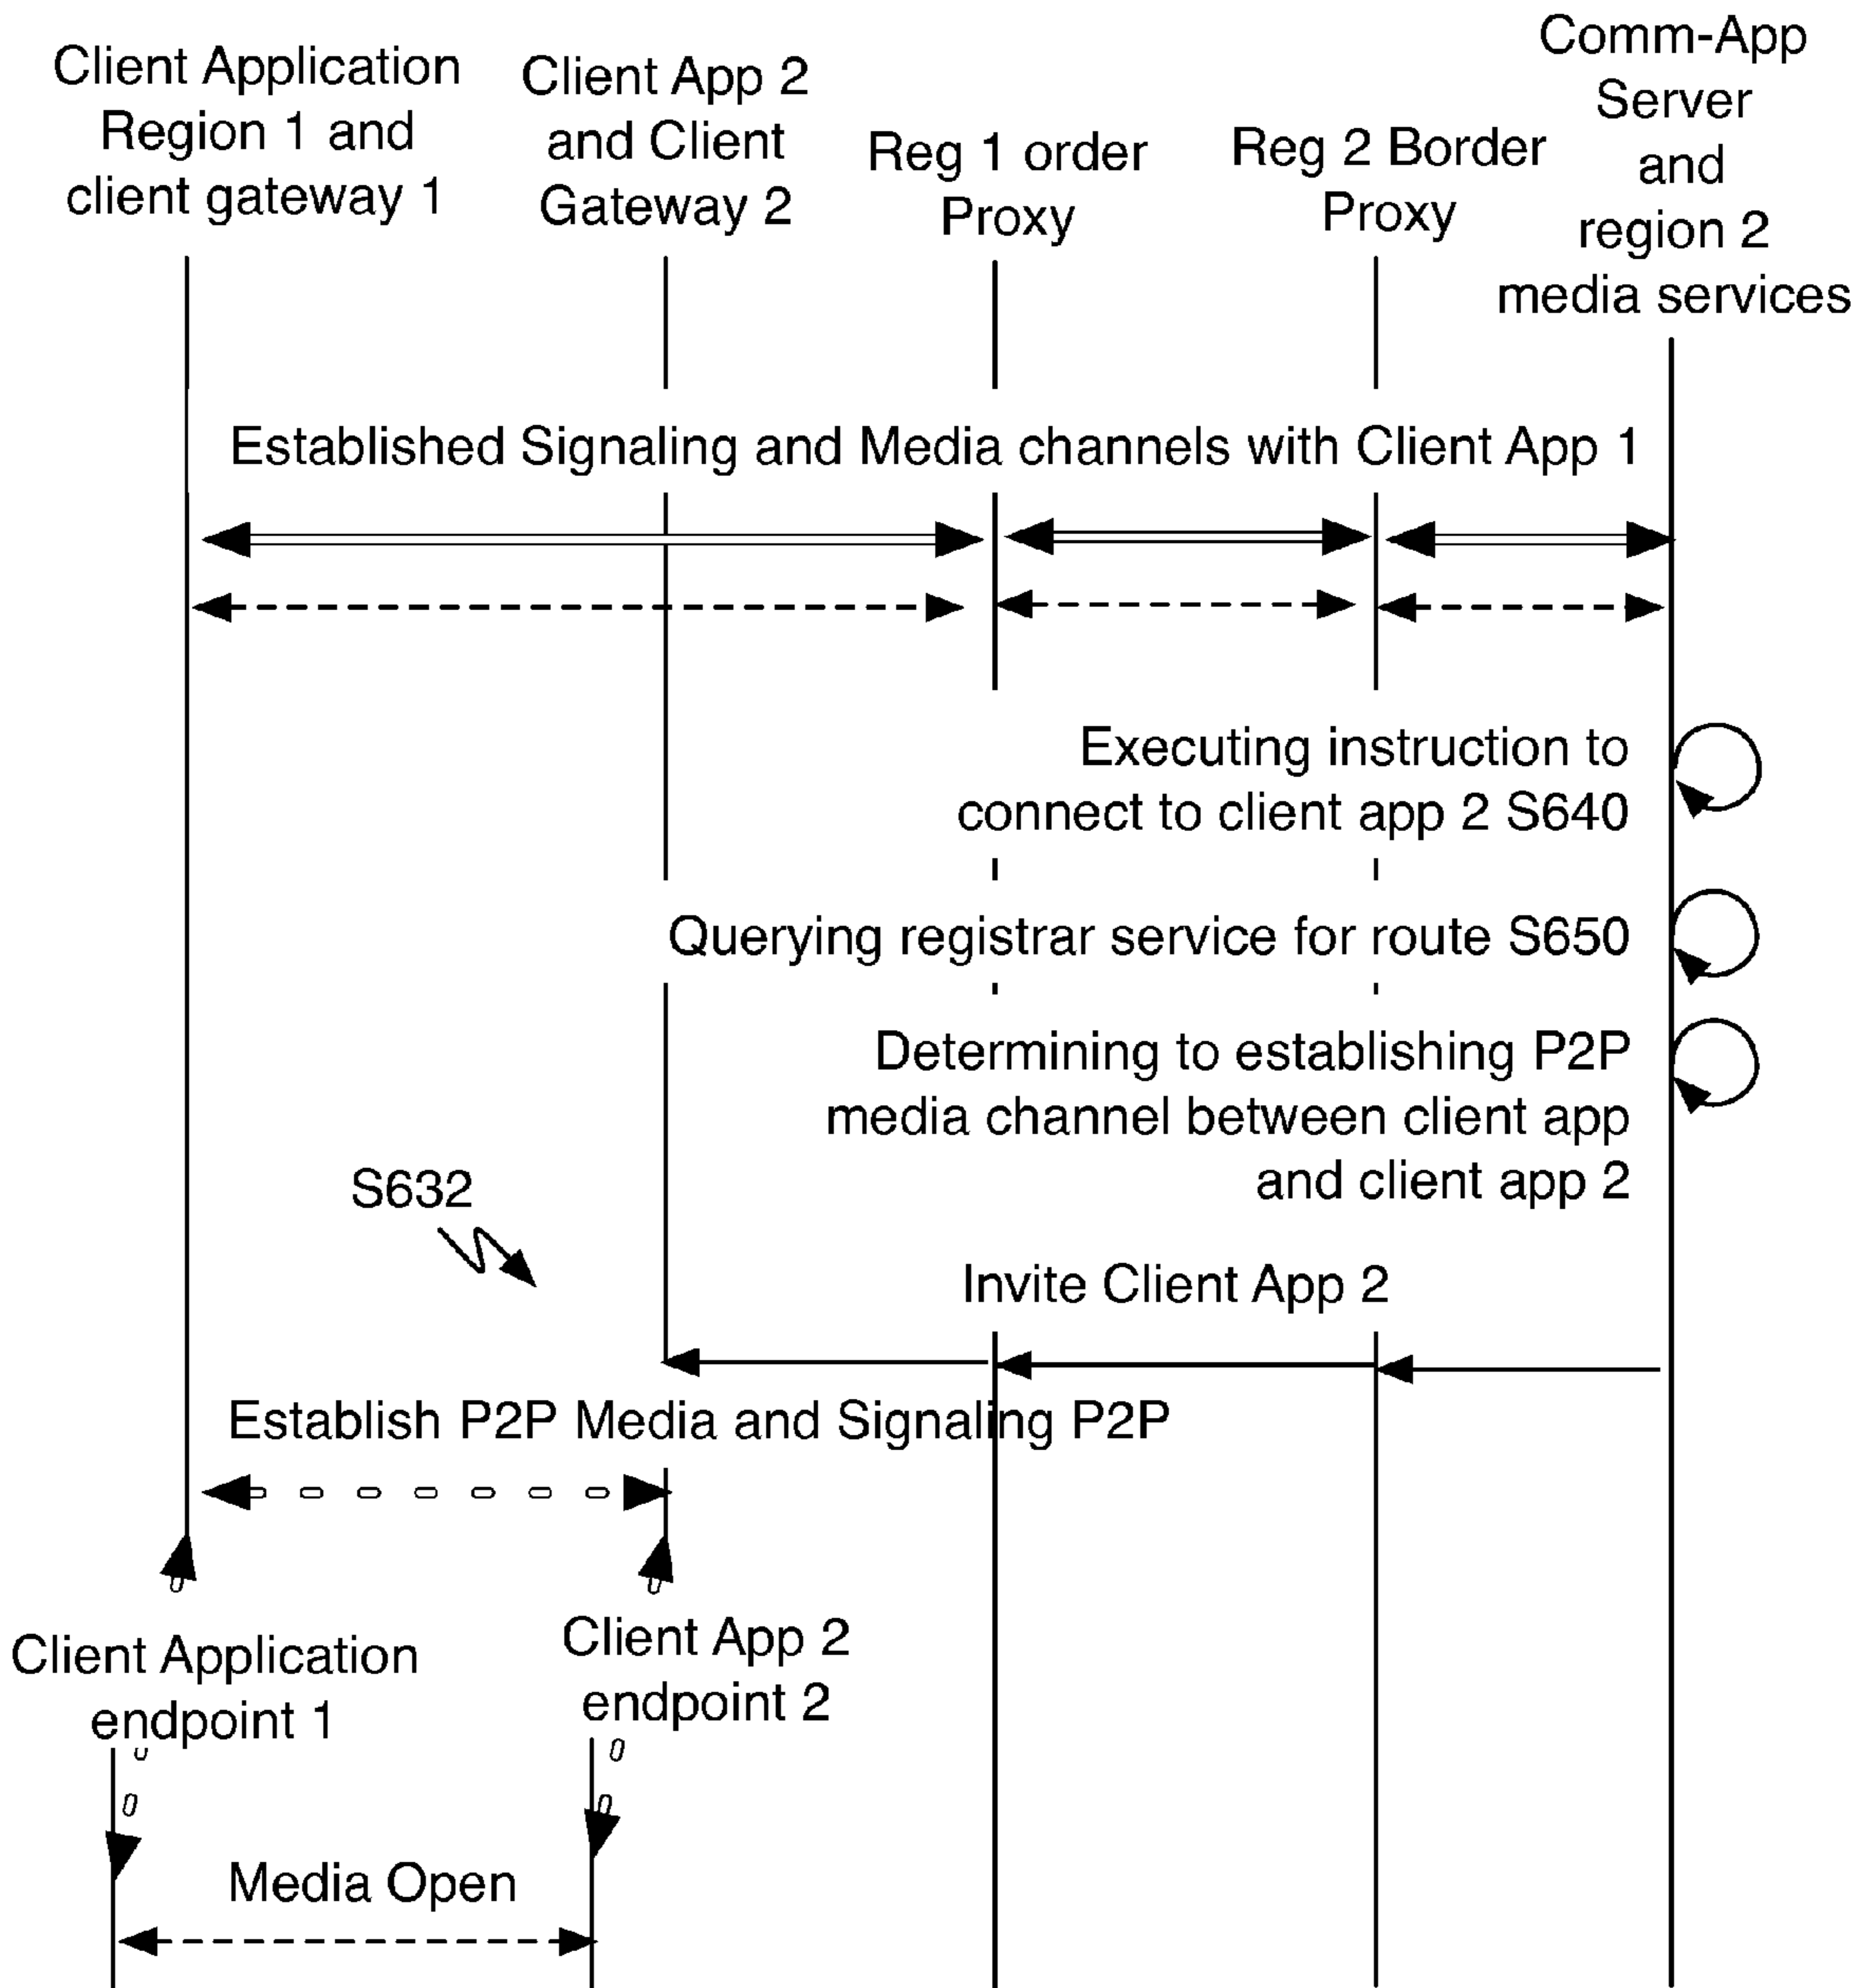 Client Application
Region 1 and
client gateway 1
Client App 2
and Client
Gateway 2
Reg 1 order
Proxy
Reg 2 Border
Proxy
Comm-App
Server
and
region 2
media services
Established Signaling and Media channels with Client App 1
Executing instruction to
connect to client app 2 S640
Querying registrar service for route S650
Determining to establishing P2P
media channel between client app
and client app 2
S632
Invite Client App 2
Establish P2P Media and Signaling P2P
Client Application
endpoint 1
Client App 2
endpoint 2
Media Open